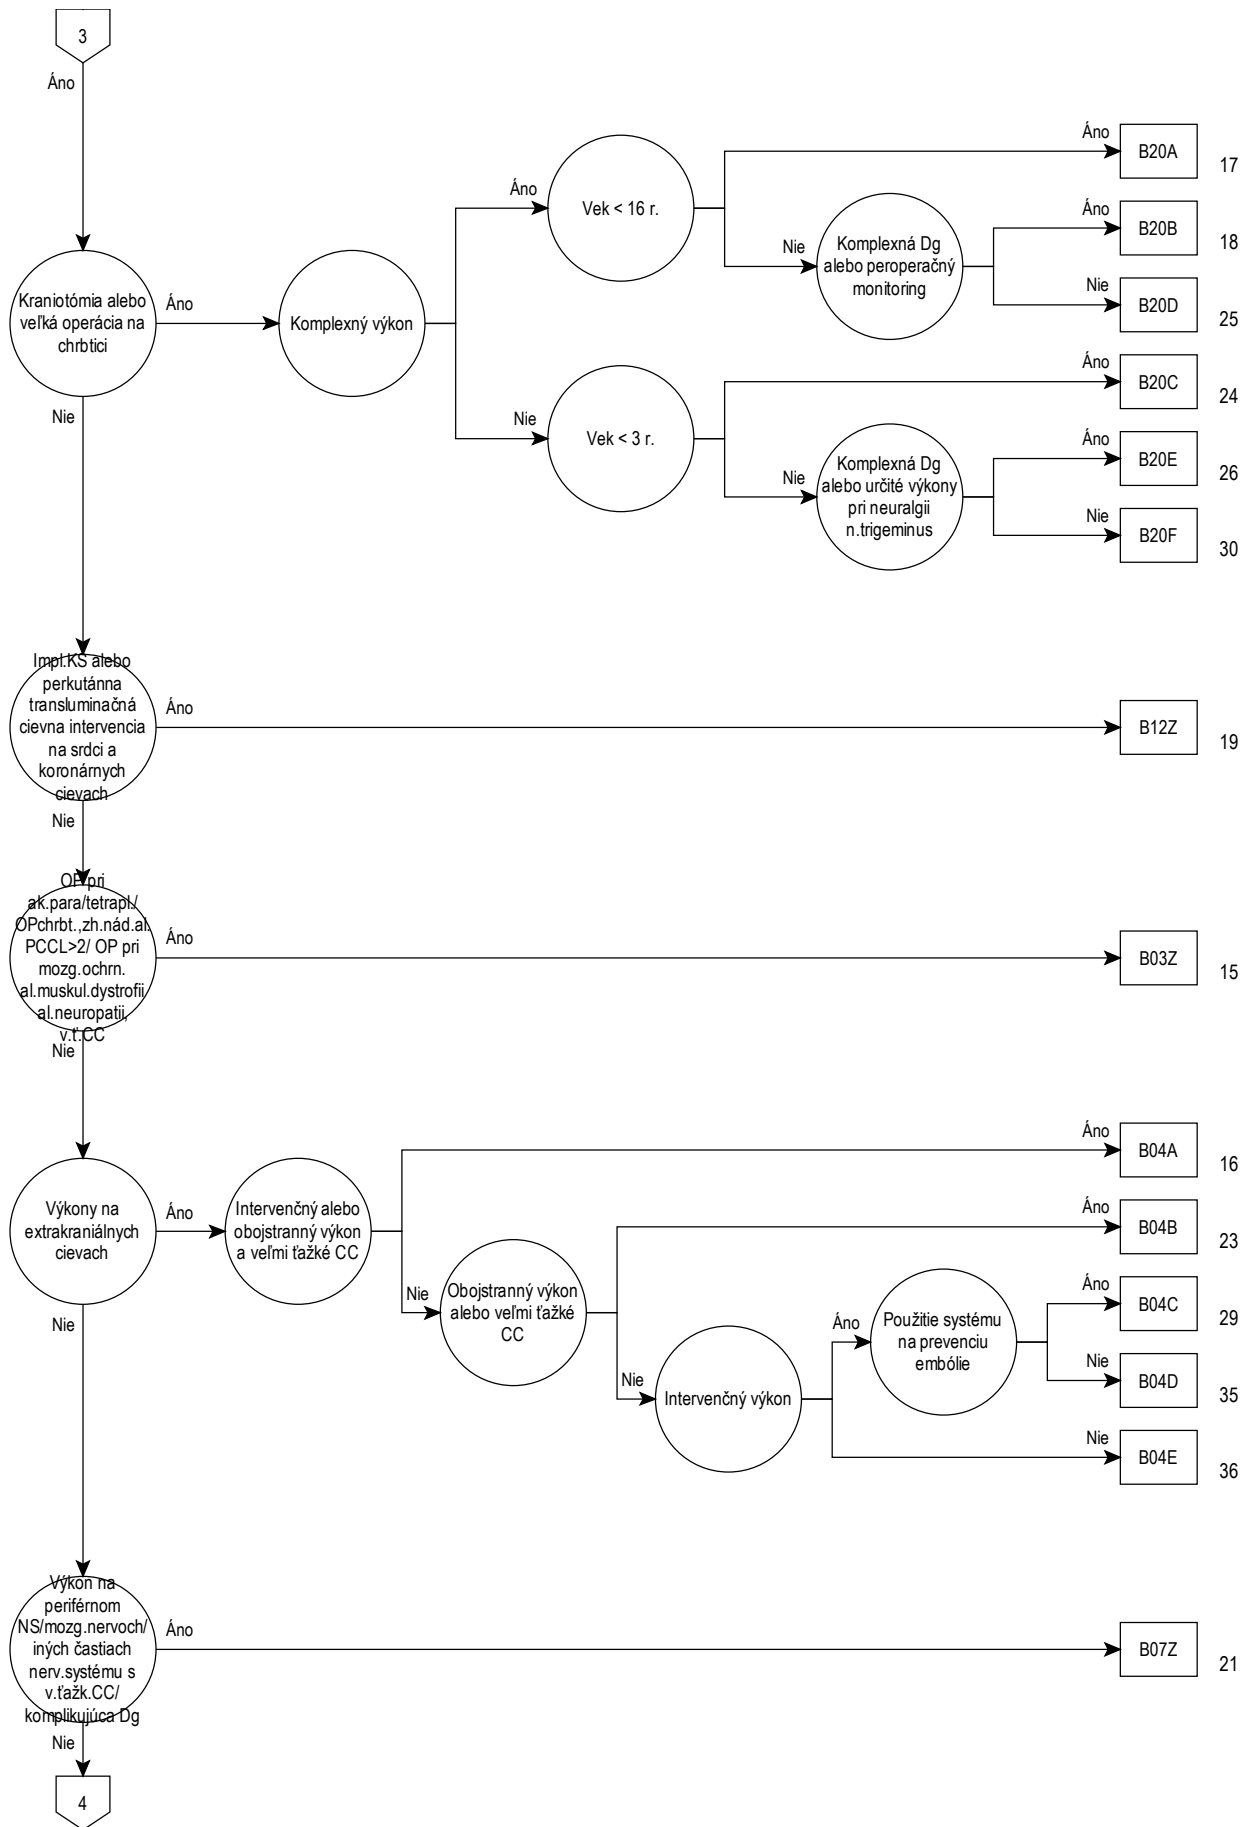 3
Áno
Áno
B20A
17
Áno
Vek < 16 r.
Áno
B20B
18
Nie
Komplexná Dg
alebo peroperačný
monitoring
Nie
B20D
25
Kraniotómia alebo
veľká operácia na
chrbtici
Áno
Komplexný výkon
Áno
B20C
24
Nie
Nie
Vek < 3 r.
Áno
B20E
26
Nie
Komplexná Dg
alebo určité výkony
pri neuralgii
n.trigeminus
Nie
B20F
30
Impl.KS alebo
perkutánna
transluminačná
cievna intervencia
na srdci a
koronárnych
cievach
Áno
B12Z
19
Nie
OP pri
ak.para/tetrapl./
OPchrbt.,zh.nád.al.
PCCL>2/ OP pri
mozg.ochrn.
al.muskul.dystrofii
al.neuropatii,
v.ť.CC
Áno
B03Z
15
Nie
Áno
B04A
16
Výkony na
extrakraniálnych
cievach
Áno
Intervenčný alebo
obojstranný výkon
a veľmi ťažké CC
Áno
B04B
23
Nie
Nie
Obojstranný výkon
alebo veľmi ťažké
CC
Áno
B04C
29
Áno
Použitie systému
na prevenciu
embólie
Nie
B04D
35
Nie
Intervenčný výkon
Nie
B04E
36
Výkon na
periférnom
NS/mozg.nervoch/
iných častiach
nerv.systému s
v.ťažk.CC/
komplikujúca Dg
Áno
B07Z
21
Nie
4